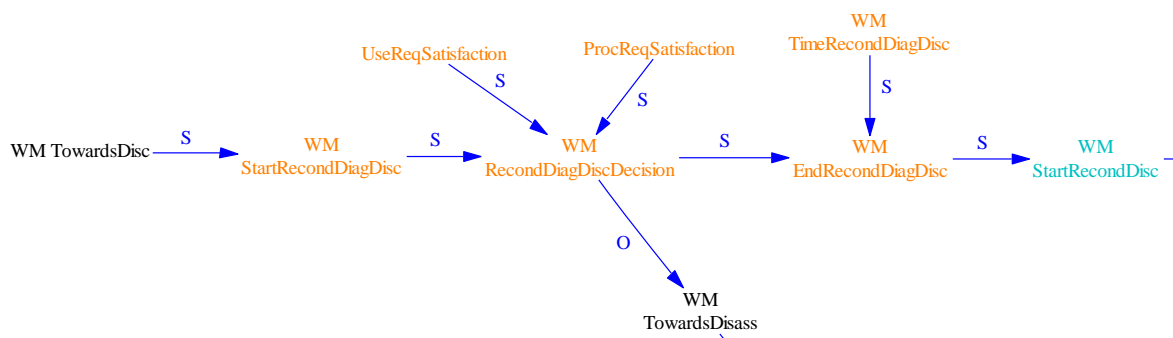 WM
TimeRecondDiagDisc
UseReqSatisfaction
ProcReqSatisfaction
S
S
S
WM TowardsDisc
S
WM
StartRecondDiagDisc
S
WM
RecondDiagDiscDecision
S
WM
EndRecondDiagDisc
S
WM
StartRecondDisc
O
WM
TowardsDisass